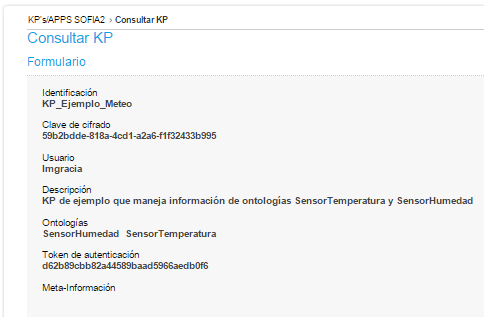 KP's/APPS SOFIA2 › Consultar KP
Consultar KP
Formulario
Identificación
KP_Ejemplo_Meteo
Clave de cifrado
59b2bdde-818a-4cd1-a2a6-f1f32433b995
Usuario
lmgracia
Descripción
KP de ejemplo que maneja información de ontologías SensorTemperatura y SensorHumedad
Ontologías
SensorHumedad SensorTemperatura
Token de autenticación
d62b89cbb82a44589baad5966aedb0f6
Meta-Información